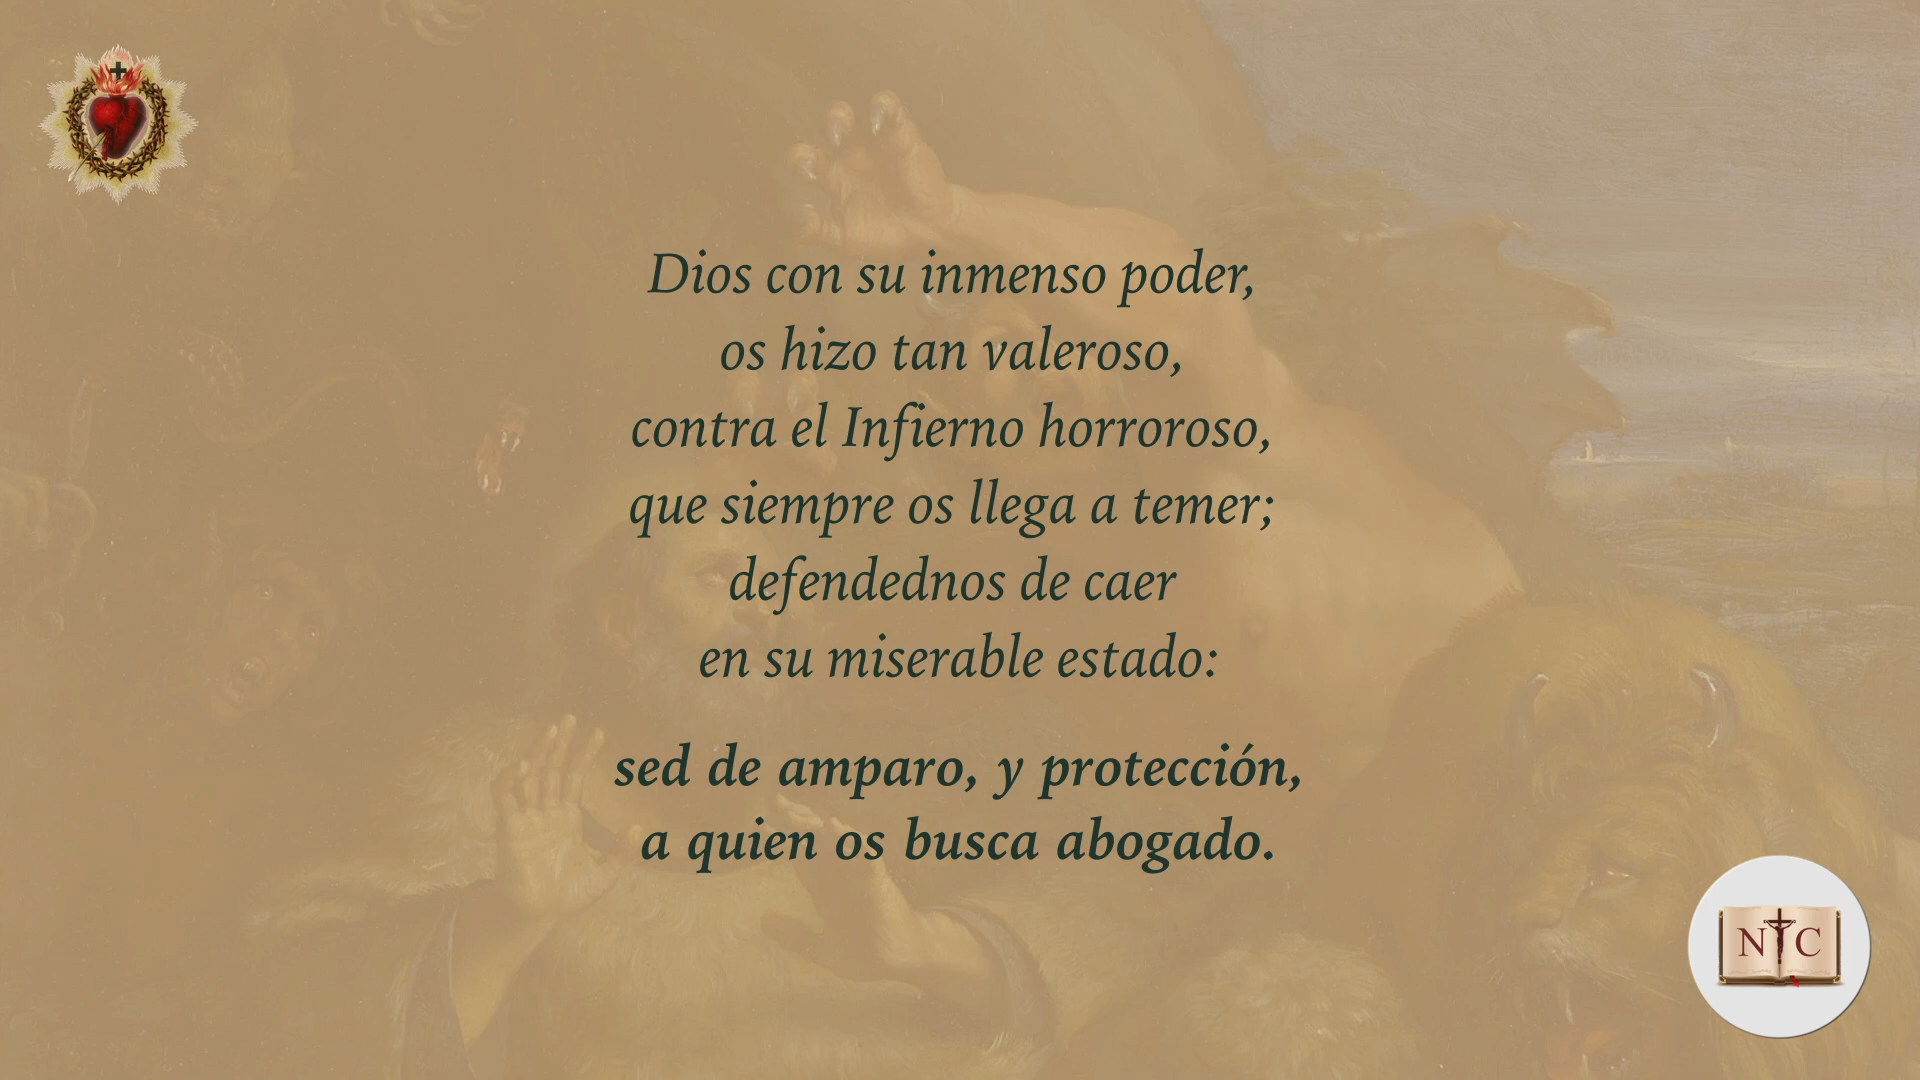 Dios con su inmenso poder,
os hizo tan valeroso,
contra el Infierno horroroso,
que siempre os llega a temer;
defendednos de caer
en su miserable estado:
sed de amparo, y protección,
a quien os busca abogado.
N C